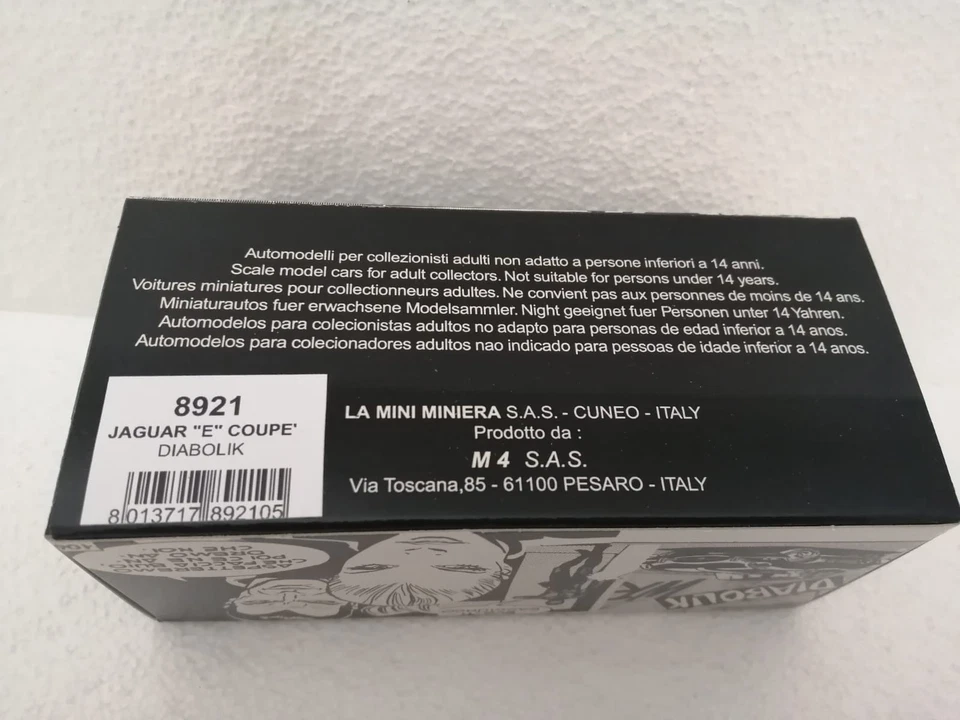 Automodelli per collezionisti adulti non adatto a persone inferiori a 14 anni.
Scale model cars for adult collectors. Not suitable for persons under 14 years.
Voitures miniatures pour collectionneurs adultes. Ne convient pas aux personnes de moins de 14 ans.
Miniaturautos fuer erwachsene Modelsammler. Night geeignet fuer Personen unter 14 Yahren.
Automodelos para colecionistas adultos no adapto para personas de edad inferior a 14 anos.
Automodelos para colecionadores adultos nao indicado para pessoas de idade inferior a 14 anos.
8921
JAGUAR "E" COUPE'
DIABOLIK
8 013717 892105
LA MINI MINIERA S.A.S. - CUNEO - ITALY
Prodotto da :
M 4 S.A.S.
Via Toscana,85 - 61100 PESARO - ITALY
DIABOLIK
CHE NOI